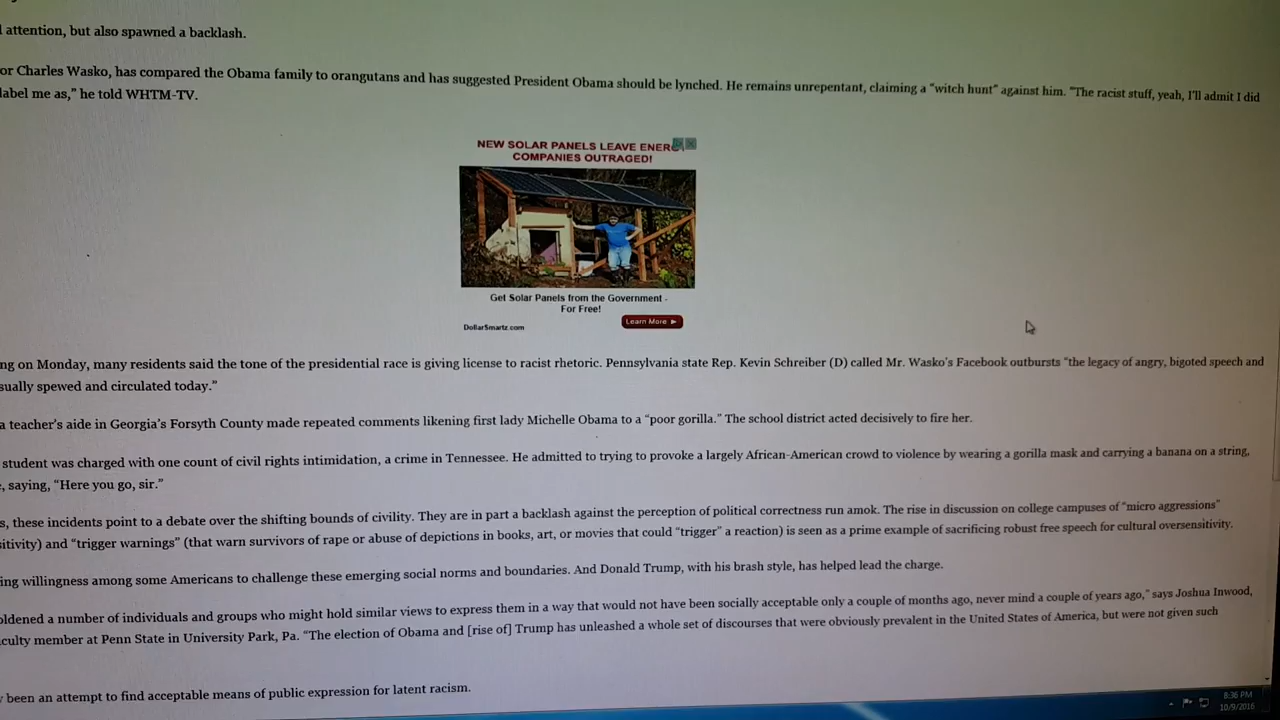 attention, but also spawned a backlash.
or Charles Wasko, has compared the Obama family to orangutans and has suggested President Obama should be lynched. He remains unrepentant, claiming a “witch hunt” against him. “The racist stuff, yeah, I'll admit I did
label me as,” he told WHTM-TV.
NEW SOLAR PANELS LEAVE ENERG
COMPANIES OUTRAGED!
Get Solar Panels from the Government -
For Free!
Learn More ►
DollarSmartz.com
ng on Monday, many residents said the tone of the presidential race is giving license to racist rhetoric. Pennsylvania state Rep. Kevin Schreiber (D) called Mr. Wasko's Facebook outbursts “the legacy of angry, bigoted speech and
sually spewed and circulated today.”
a teacher's aide in Georgia's Forsyth County made repeated comments likening first lady Michelle Obama to a “poor gorilla.” The school district acted decisively to fire her.
student was charged with one count of civil rights intimidation, a crime in Tennessee. He admitted to trying to provoke a largely African-American crowd to violence by wearing a gorilla mask and carrying a banana on a string,
, saying, “Here you go, sir.”
s, these incidents point to a debate over the shifting bounds of civility. They are in part a backlash against the perception of political correctness run amok. The rise in discussion on college campuses of “micro aggressions”
sitivity) and “trigger warnings” (that warn survivors of rape or abuse of depictions in books, art, or movies that could “trigger” a reaction) is seen as a prime example of sacrificing robust free speech for cultural oversensitivity.
ing willingness among some Americans to challenge these emerging social norms and boundaries. And Donald Trump, with his brash style, has helped lead the charge.
oldened a number of individuals and groups who might hold similar views to express them in a way that would not have been socially acceptable only a couple of months ago, never mind a couple of years ago,” says Joshua Inwood,
culty member at Penn State in University Park, Pa. “The election of Obama and [rise of] Trump has unleashed a whole set of discourses that were obviously prevalent in the United States of America, but were not given such
been an attempt to find acceptable means of public expression for latent racism.
8:36 PM
10/9/2016